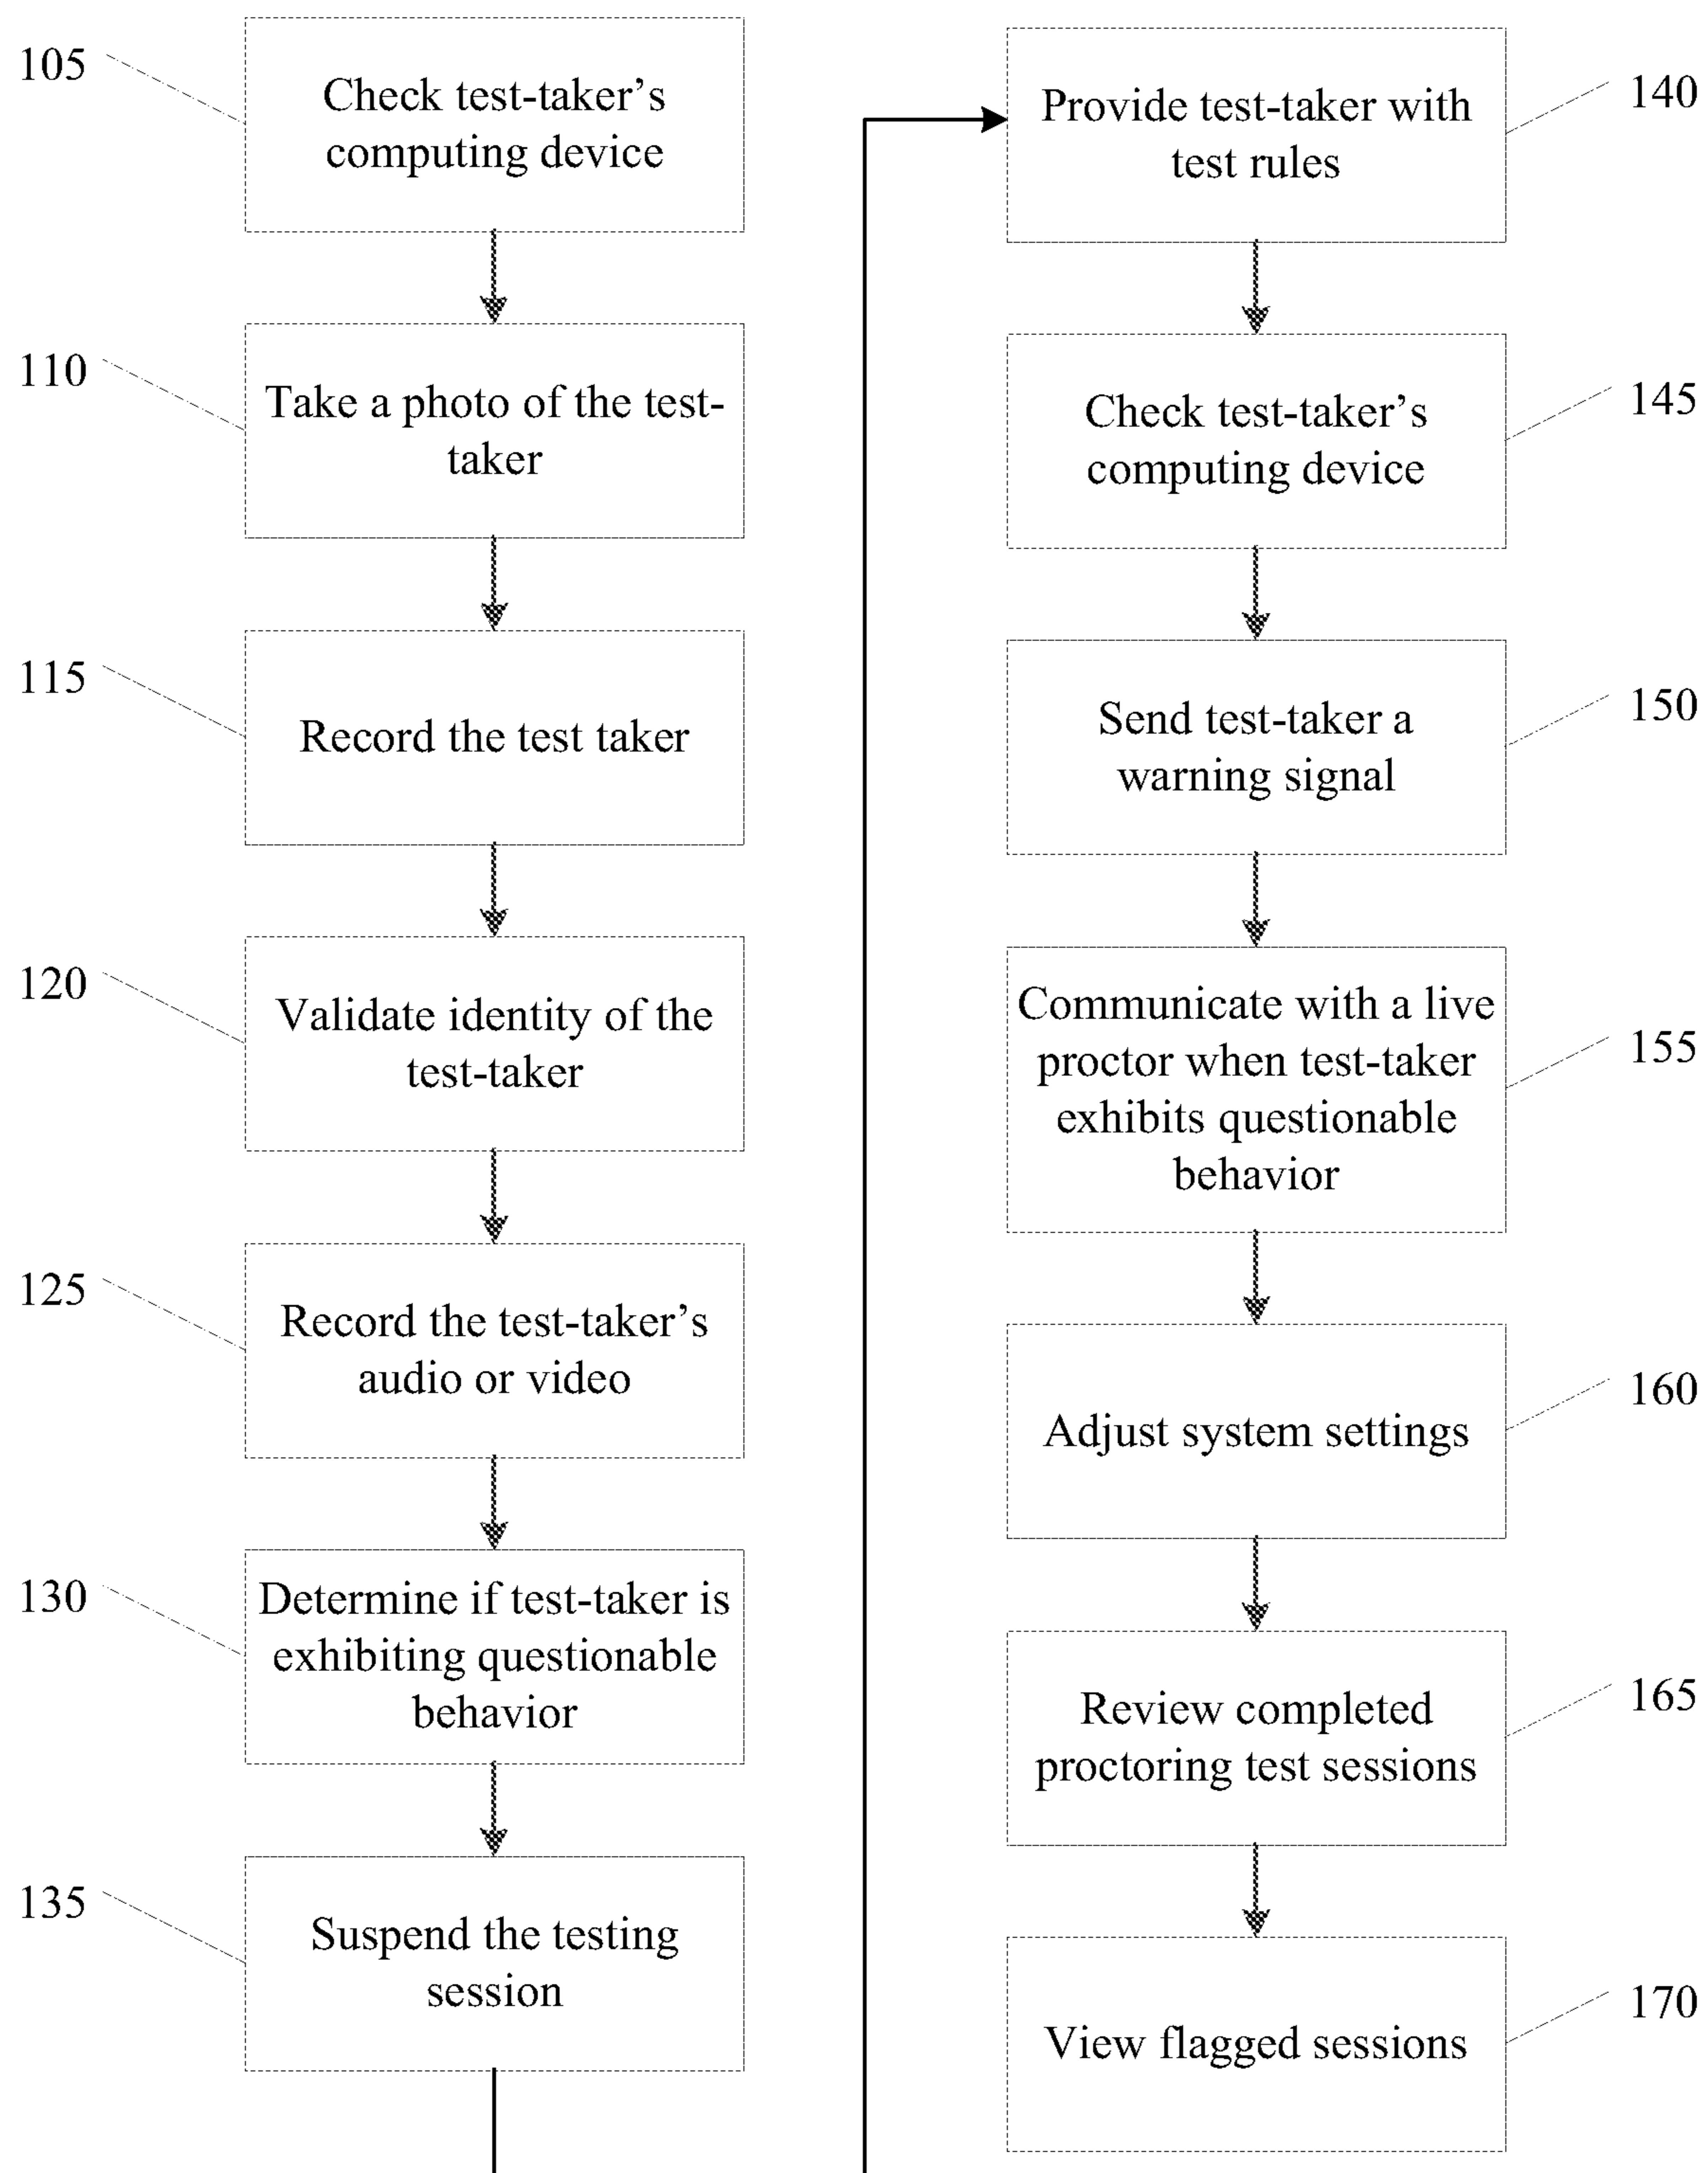 105
Check test-taker’s
computing device
110
Take a photo of the test-
taker
115
Record the test taker
120
Validate identity of the
test-taker
125
Record the test-taker’s
audio or video
130
Determine if test-taker is
exhibiting questionable
behavior
135
Suspend the testing
session
140
Provide test-taker with
test rules
145
Check test-taker’s
computing device
150
Send test-taker a
warning signal
155
Communicate with a live
proctor when test-taker
exhibits questionable
behavior
160
Adjust system settings
165
Review completed
proctoring test sessions
170
View flagged sessions